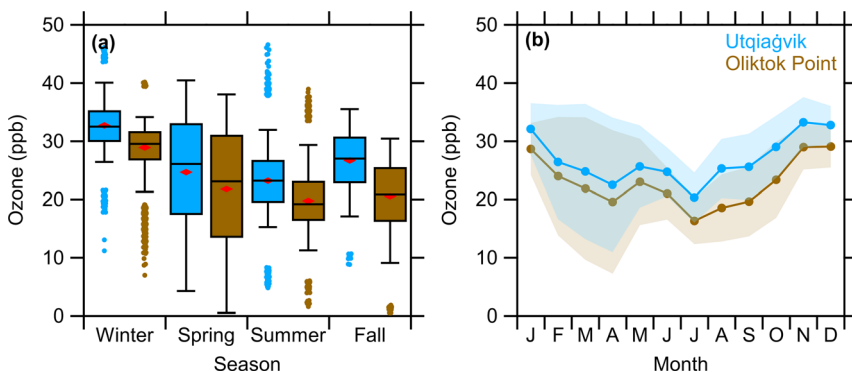 (a)
50
40
30
20
10
0
Ozone (ppb)
Winter Spring Summer Fall
Season
(b)
Utqiaġvik
Oliktok Point
50
40
30
20
10
0
Ozone (ppb)
J F M A M J J A S O N D
Month